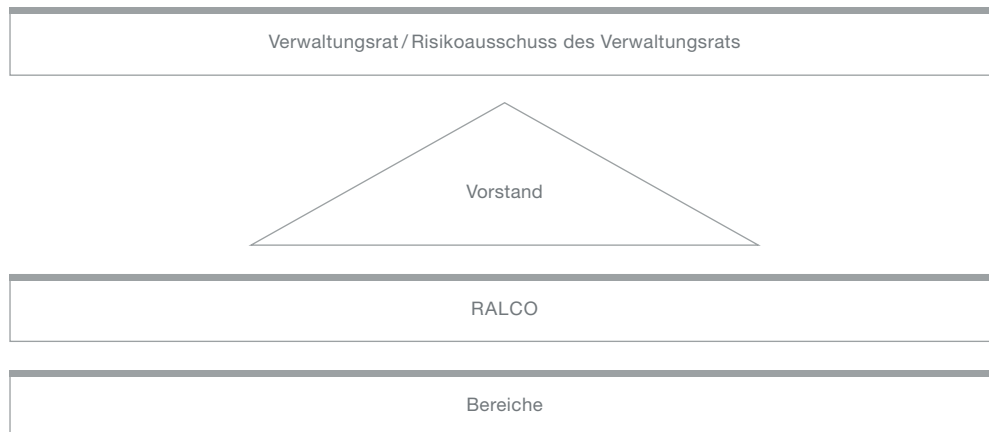 Verwaltungsrat / Risikoausschuss des Verwaltungsrats
Vorstand
RALCO
Bereiche